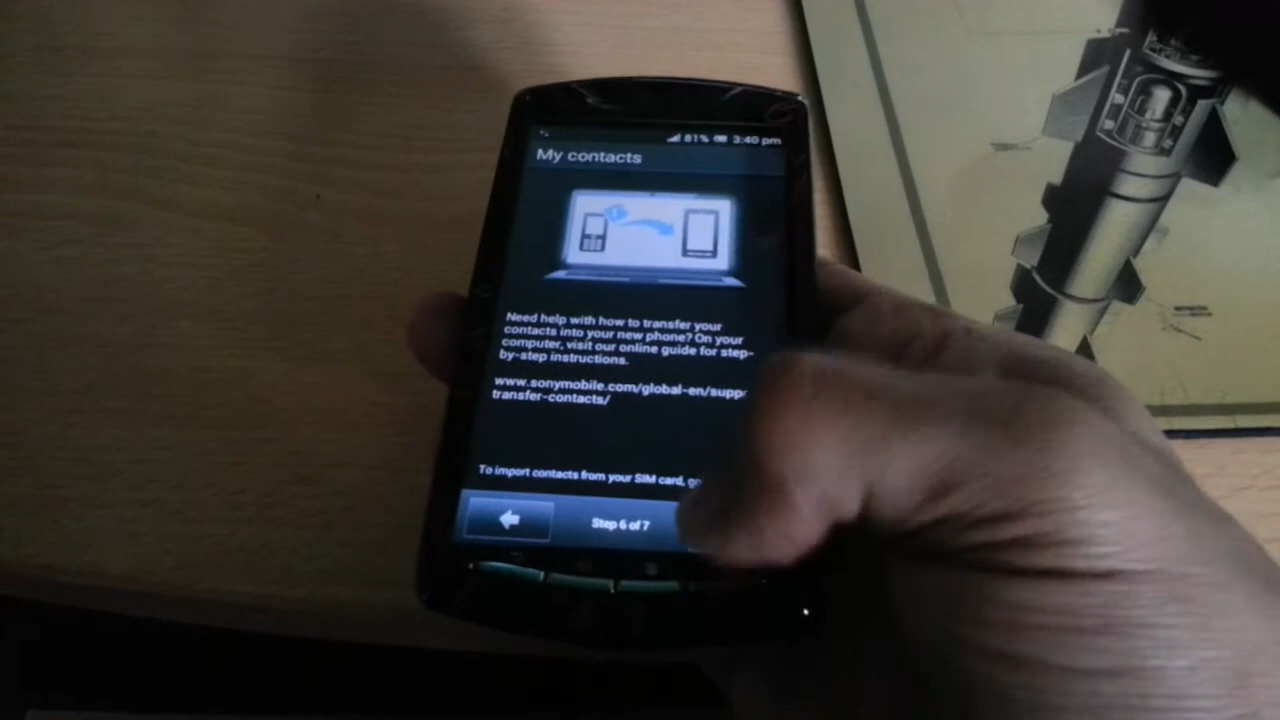 81% 3:40 pm
My contacts
Need help with how to transfer your
contacts into your new phone? On your
computer, visit our online guide for step-
by-step instructions.
www.sonymobile.com/global-en/supp
transfer-contacts/
To import contacts from your SIM card,
Step 6 of 7